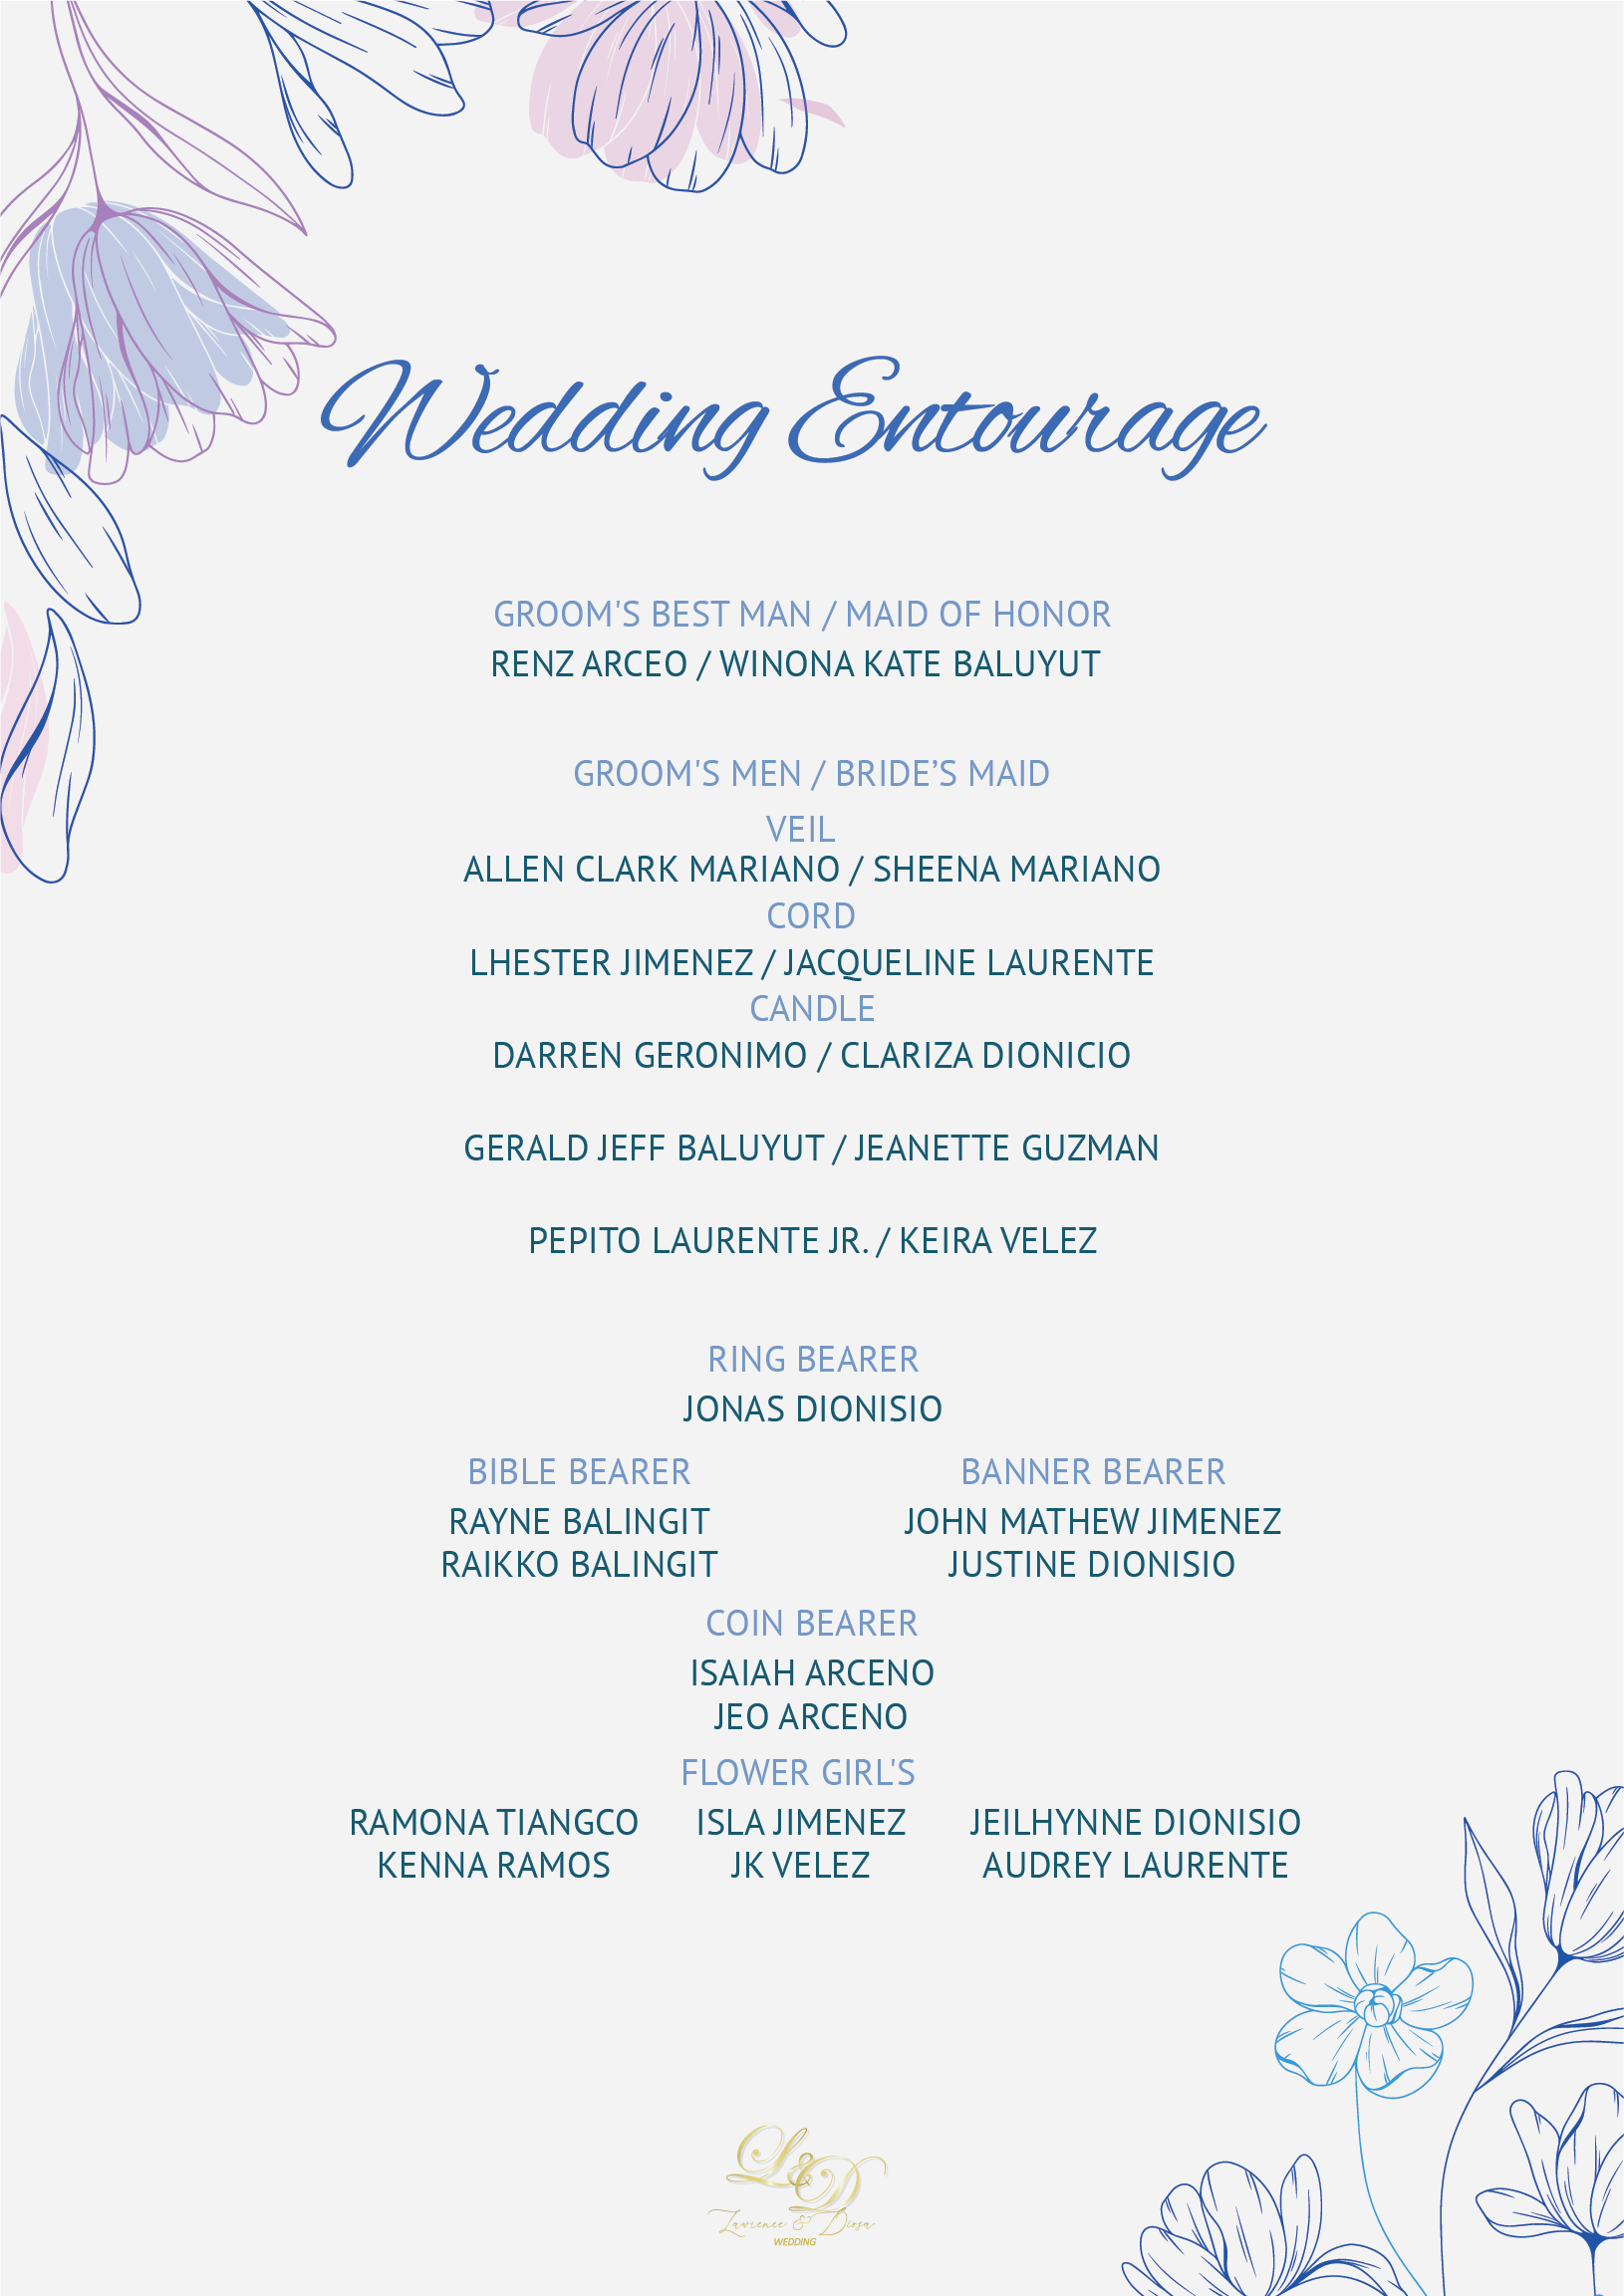 Wedding Entourage
GROOM'S BEST MAN / MAID OF HONOR
RENZ ARCEO / WINONA KATE BALUYUT
GROOM'S MEN / BRIDE’S MAID
VEIL
ALLEN CLARK MARIANO / SHEENA MARIANO
CORD
LHESTER JIMENEZ / JACQUELINE LAURENTE
CANDLE
DARREN GERONIMO / CLARIZA DIONICIO
GERALD JEFF BALUYUT / JEANETTE GUZMAN
PEPITO LAURENTE JR. / KEIRA VELEZ
RING BEARER
JONAS DIONISIO
BIBLE BEARER
RAYNE BALINGIT
RAIKKO BALINGIT
BANNER BEARER
JOHN MATHEW JIMENEZ
JUSTINE DIONISIO
COIN BEARER
ISAIAH ARCENO
JEO ARCENO
FLOWER GIRL'S
RAMONA TIANGCO
KENNA RAMOS
ISLA JIMENEZ
JK VELEZ
JEILHYNNE DIONISIO
AUDREY LAURENTE
L&D
Lawrence & Diosa
WEDDING